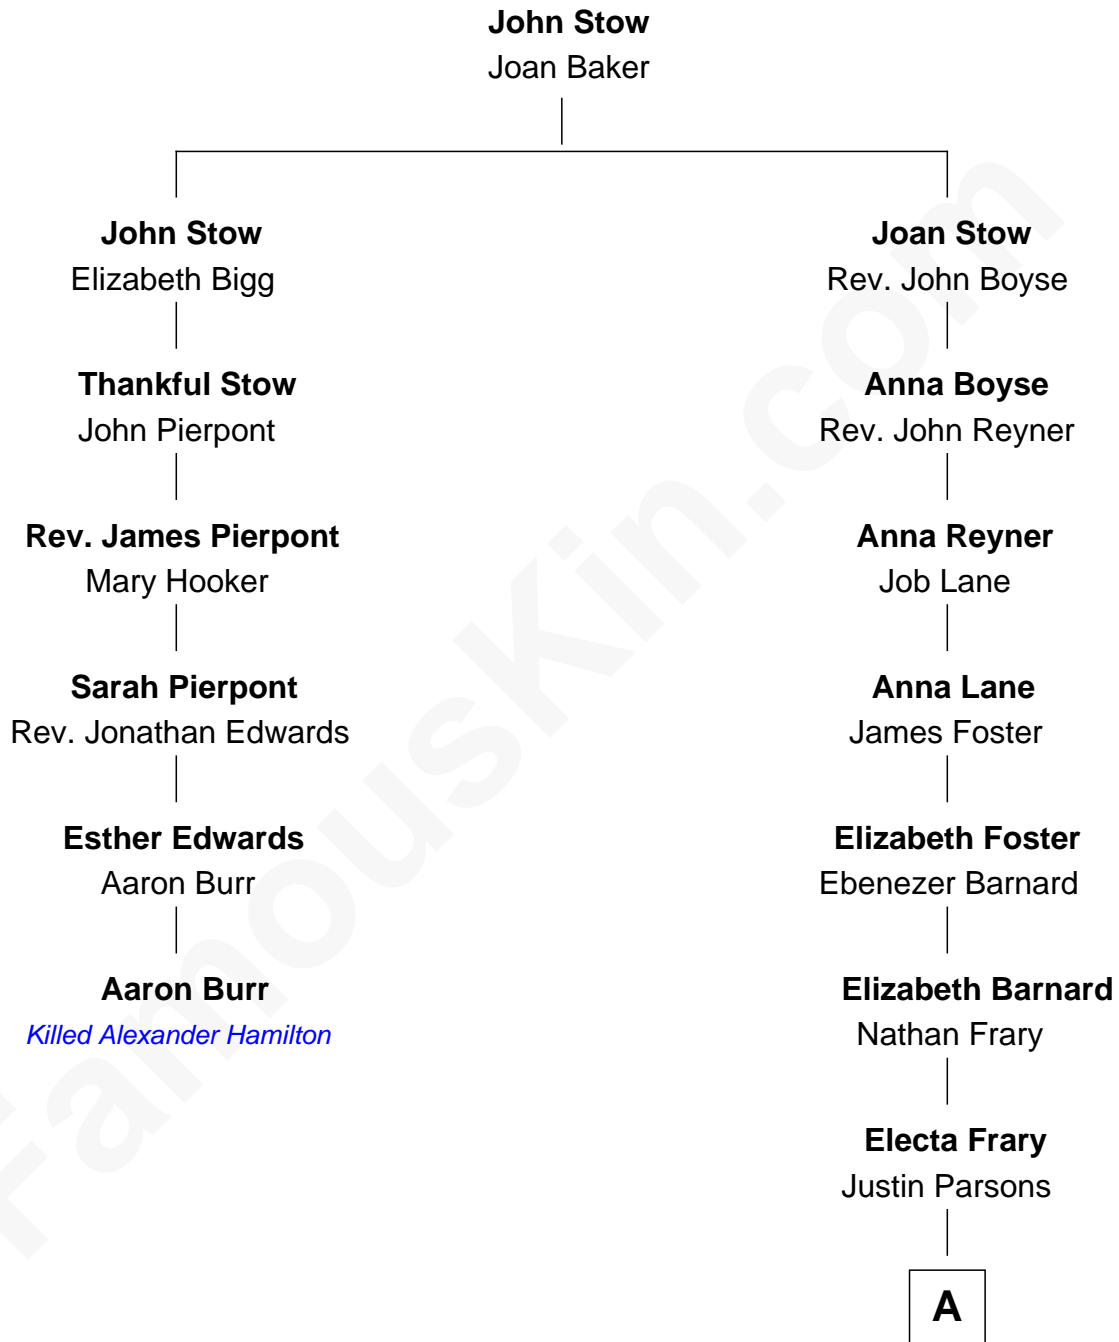 John Stow
Joan Baker
John Stow
Elizabeth Bigg
Thankful Stow
John Pierpont
Rev. James Pierpont
Mary Hooker
Sarah Pierpont
Rev. Jonathan Edwards
Esther Edwards
Aaron Burr
Aaron Burr
Killed Alexander Hamilton
Joan Stow
Rev. John Boyse
Anna Boyse
Rev. John Reyner
Anna Reyner
Job Lane
Anna Lane
James Foster
Elizabeth Foster
Ebenezer Barnard
Elizabeth Barnard
Nathan Frary
Electa Frary
Justin Parsons
A
FamousKin.com